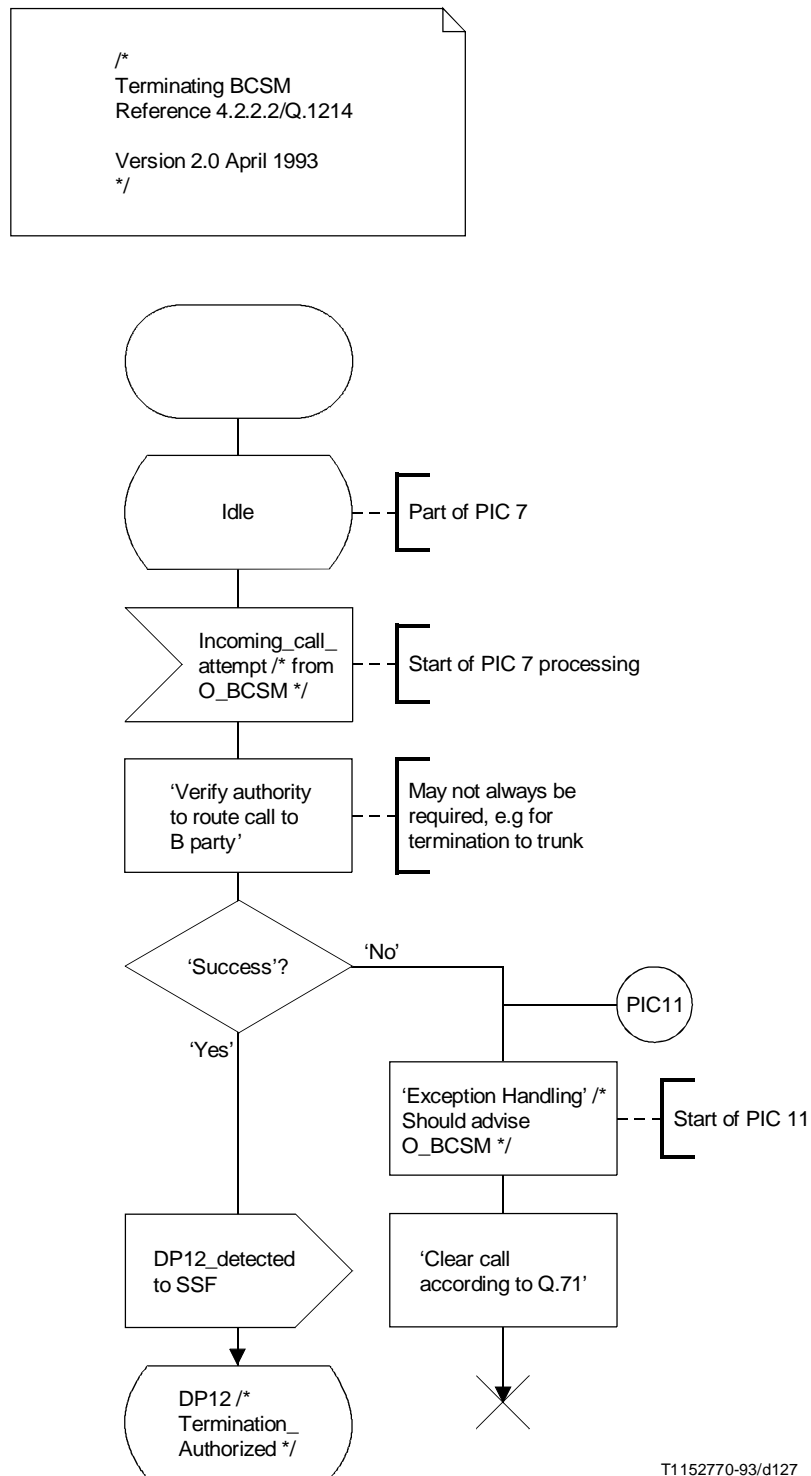 /*
Terminating BCSM
Reference 4.2.2.2/Q.1214
Version 2.0 April 1993
*/
Idle
Part of PIC 7
Incoming_call_
attempt /* from
O_BCSM */
Start of PIC 7 processing
‘Verify authority
to route call to
B party’
May not always be
required, e.g for
termination to trunk
‘Success’?
‘No’
PIC11
‘Yes’
‘Exception Handling’ /*
Should advise
O_BCSM */
Start of PIC 11
DP12_detected
to SSF
‘Clear call
according to Q.71’
DP12 /*
Termination_
Authorized */
T1152770-93/d127